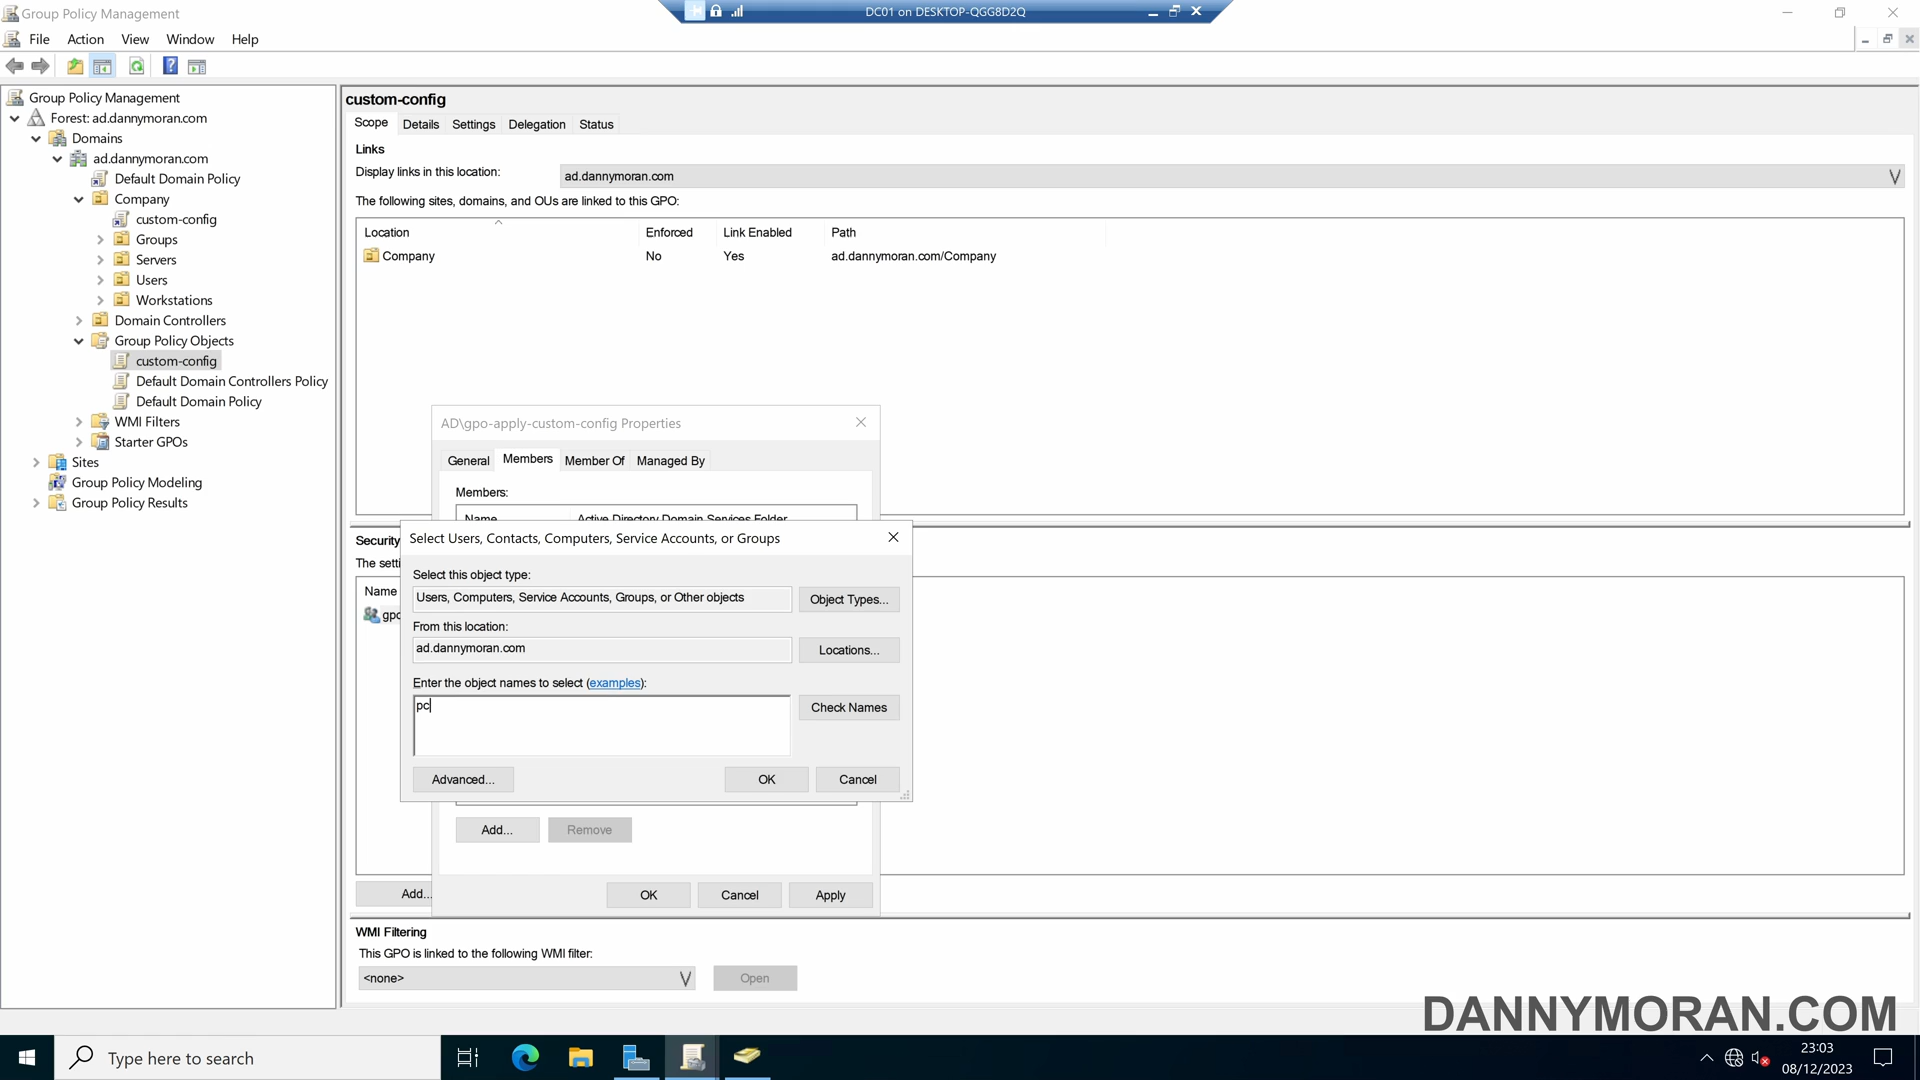 Group Policy Management
DC01 on DESKTOP-QGG8D2Q
File
Action
View
Window
Help
Group Policy Management
Forest: ad.dannymoran.com
Domains
ad.dannymoran.com
Default Domain Policy
Company
custom-config
Groups
Servers
Users
Workstations
Domain Controllers
Group Policy Objects
custom-config
Default Domain Controllers Policy
Default Domain Policy
WMI Filters
Starter GPOs
Sites
Group Policy Modeling
Group Policy Results
custom-config
Scope
Details
Settings
Delegation
Status
Links
Display links in this location:
ad.dannymoran.com
The following sites, domains, and OUs are linked to this GPO:
Location
Enforced
Link Enabled
Path
Company
No
Yes
ad.dannymoran.com/Company
AD\gpo-apply-custom-config Properties
General
Members
Member Of
Managed By
Members:
Name
Active Directory Domain Services Folder
Security
The setti
Name
gpo
Select Users, Contacts, Computers, Service Accounts, or Groups
Select this object type:
Users, Computers, Service Accounts, Groups, or Other objects
Object Types...
From this location:
ad.dannymoran.com
Locations...
Enter the object names to select (examples):
pc
Check Names
Advanced...
OK
Cancel
Add...
Remove
Add...
OK
Cancel
Apply
WMI Filtering
This GPO is linked to the following WMI filter:
<none>
Open
DANNYMORAN.COM
Type here to search
23:03
08/12/2023